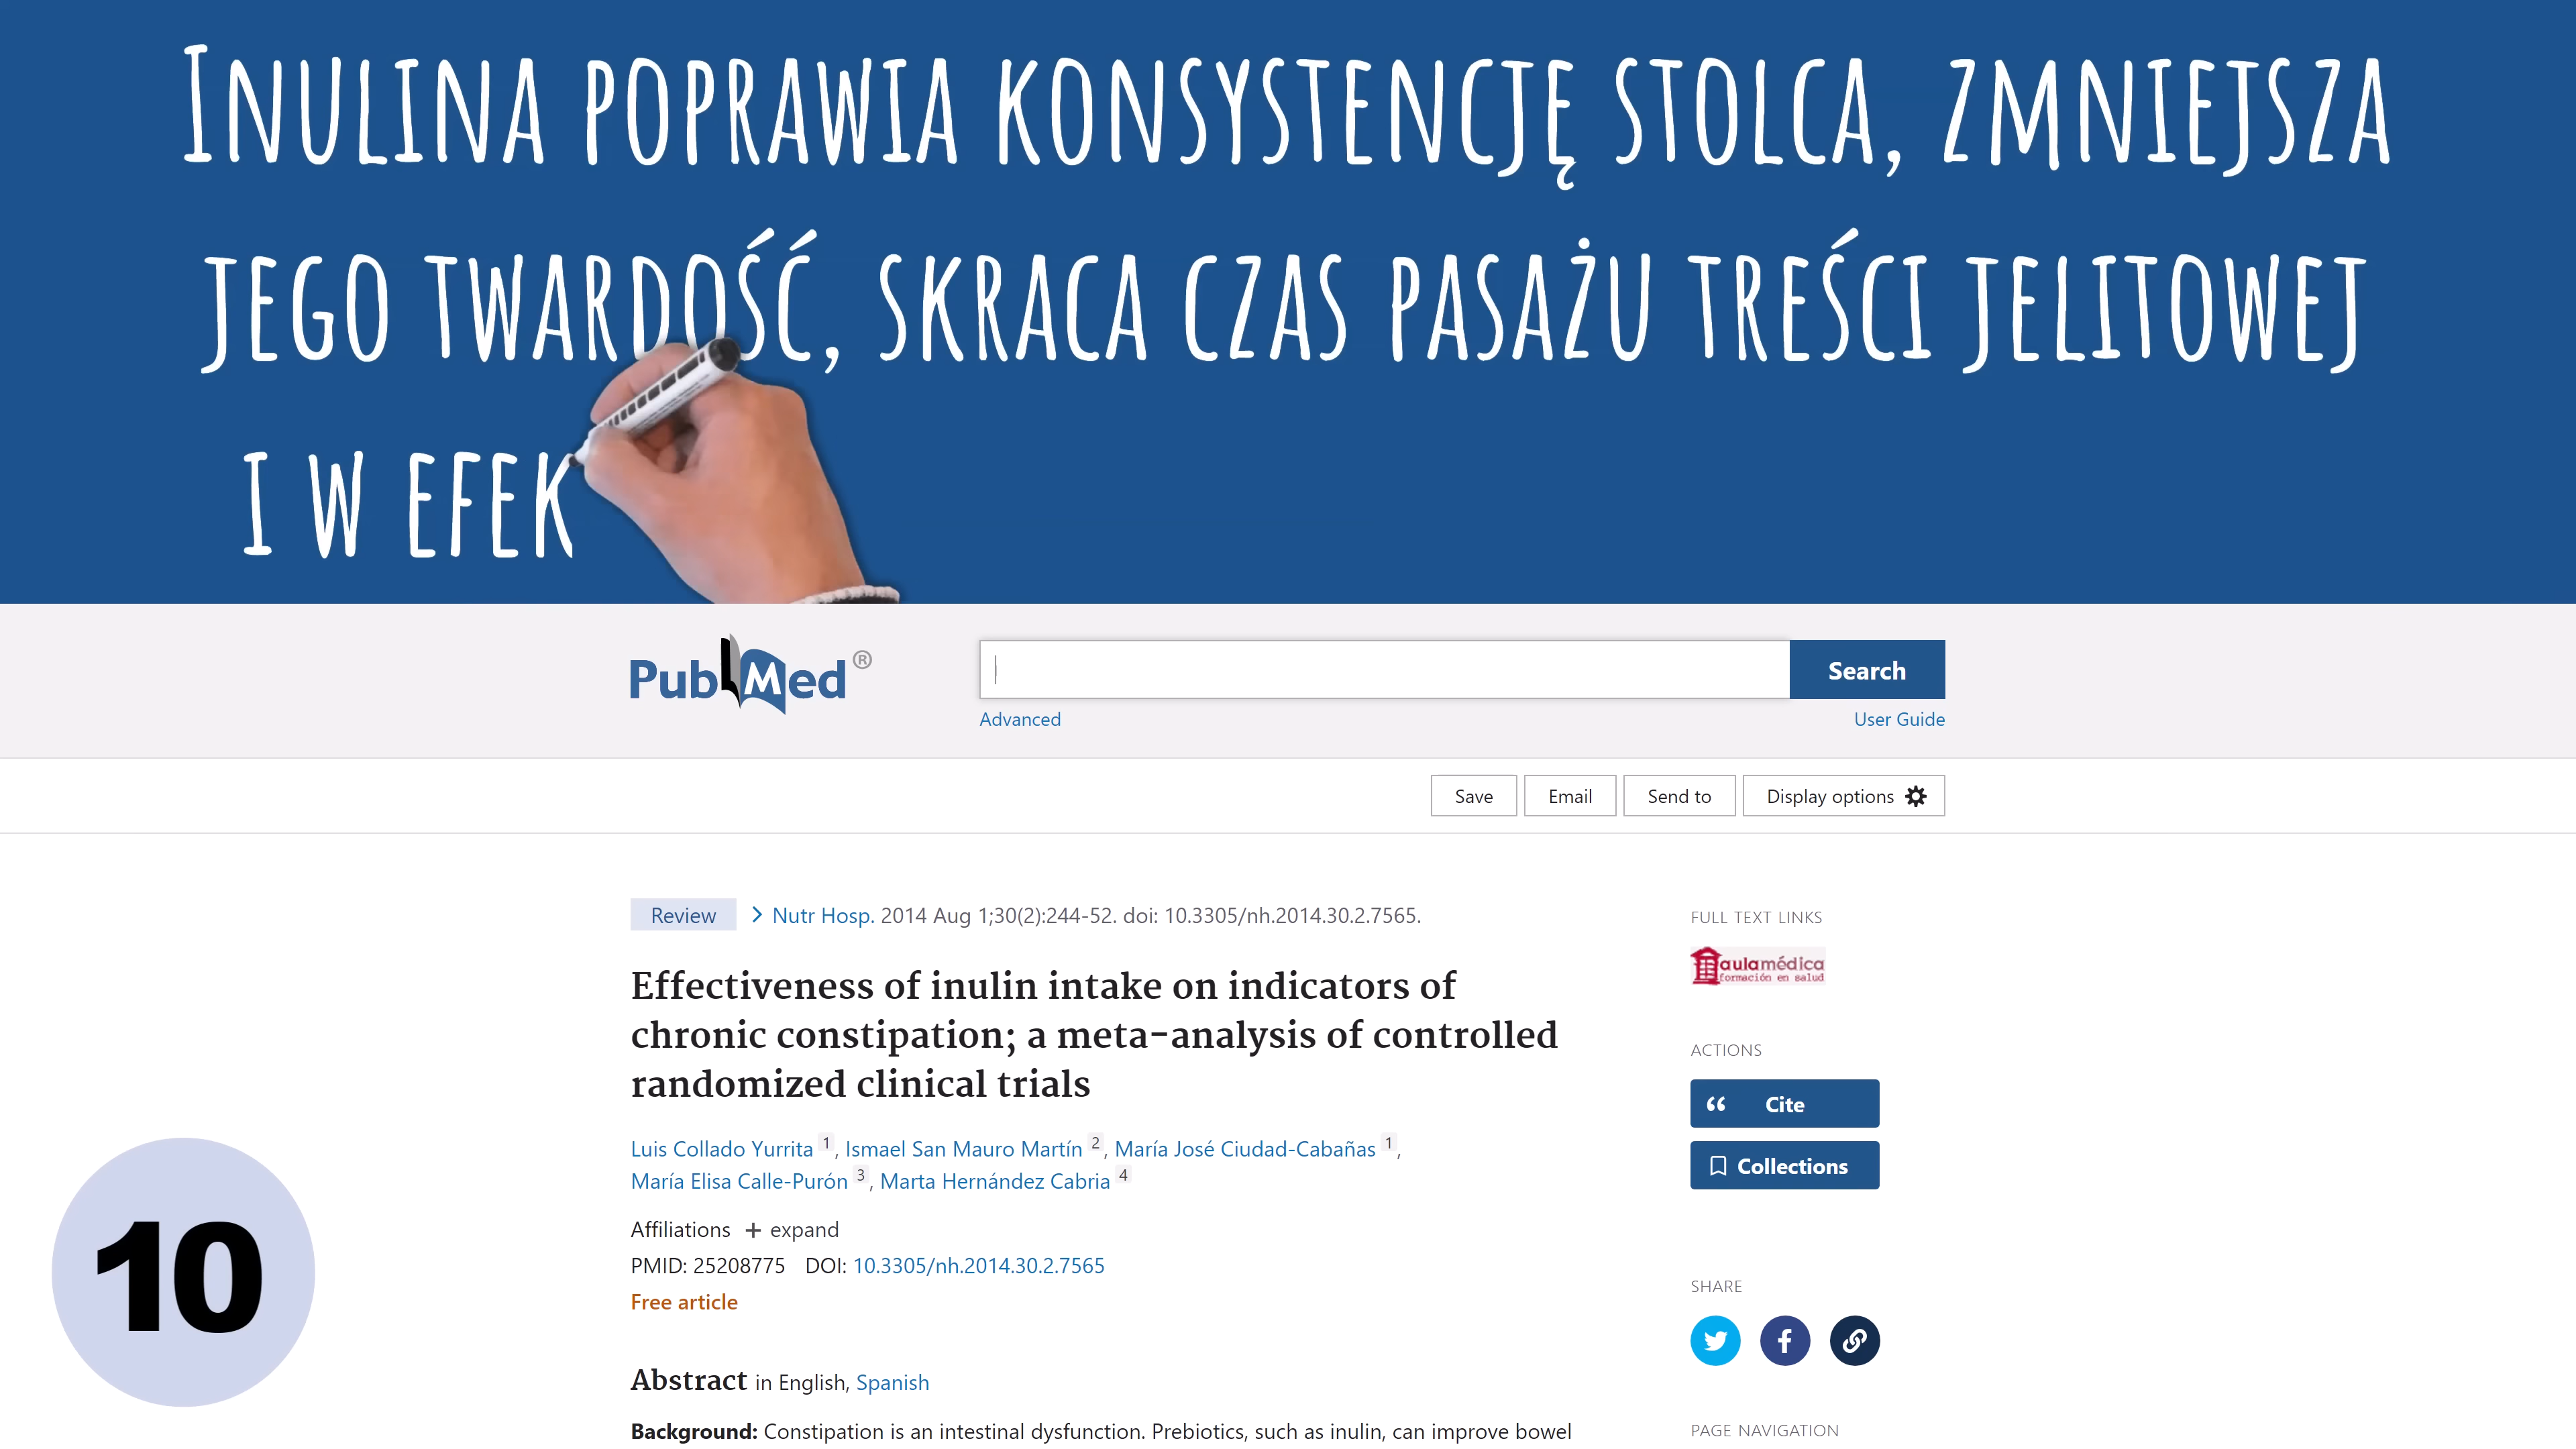 Inulina poprawia konsystencję stolca, zmniejsza
jego twardość, skraca czas pasażu treści jelitowej
i w efek
PubMed®
Search
Advanced
User Guide
Save
Email
Send to
Display options
Review
Nutr Hosp. 2014 Aug 1;30(2):244-52. doi: 10.3305/nh.2014.30.2.7565.
Effectiveness of inulin intake on indicators of
chronic constipation; a meta-analysis of controlled
randomized clinical trials
Luis Collado Yurrita 1, Ismael San Mauro Martín 2, María José Ciudad-Cabañas 1,
María Elisa Calle-Purón 3, Marta Hernández Cabria 4
Affiliations + expand
PMID: 25208775 DOI: 10.3305/nh.2014.30.2.7565
Free article
Abstract in English, Spanish
Background: Constipation is an intestinal dysfunction. Prebiotics, such as inulin, can improve bowel
FULL TEXT LINKS
aulamédica
formación en salud
ACTIONS
Cite
Collections
SHARE
PAGE NAVIGATION
10